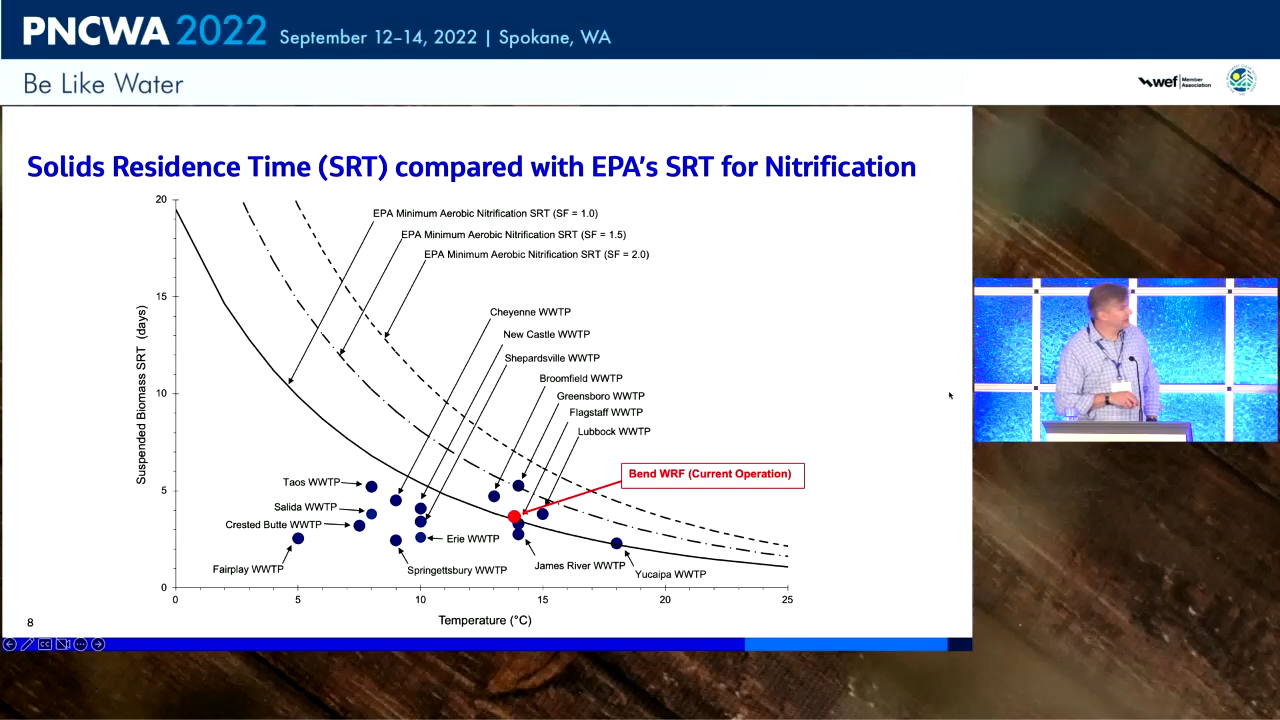 PNCWA 2022 September 12–14, 2022 | Spokane, WA
Be Like Water
wef Member Association
Solids Residence Time (SRT) compared with EPA's SRT for Nitrification
Suspended Biomass SRT (days)
20
15
10
5
0
EPA Minimum Aerobic Nitrification SRT (SF = 1.0)
EPA Minimum Aerobic Nitrification SRT (SF = 1.5)
EPA Minimum Aerobic Nitrification SRT (SF = 2.0)
Cheyenne WWTP
New Castle WWTP
Shepardsville WWTP
Broomfield WWTP
Greensboro WWTP
Flagstaff WWTP
Lubbock WWTP
Bend WRF (Current Operation)
Taos WWTP
Salida WWTP
Crested Butte WWTP
Fairplay WWTP
Erie WWTP
Springettsbury WWTP
James River WWTP
Yucaipa WWTP
0 5 10 15 20 25
Temperature (°C)
8
CC